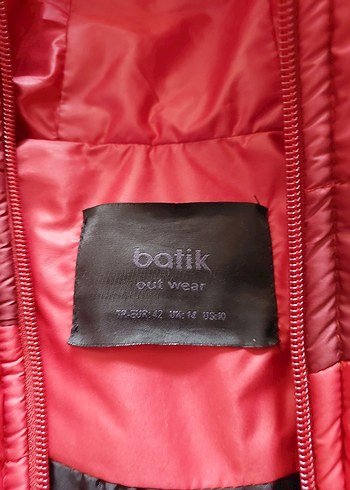 batik
out wear
TR-EUR:42 UK:14 US:10